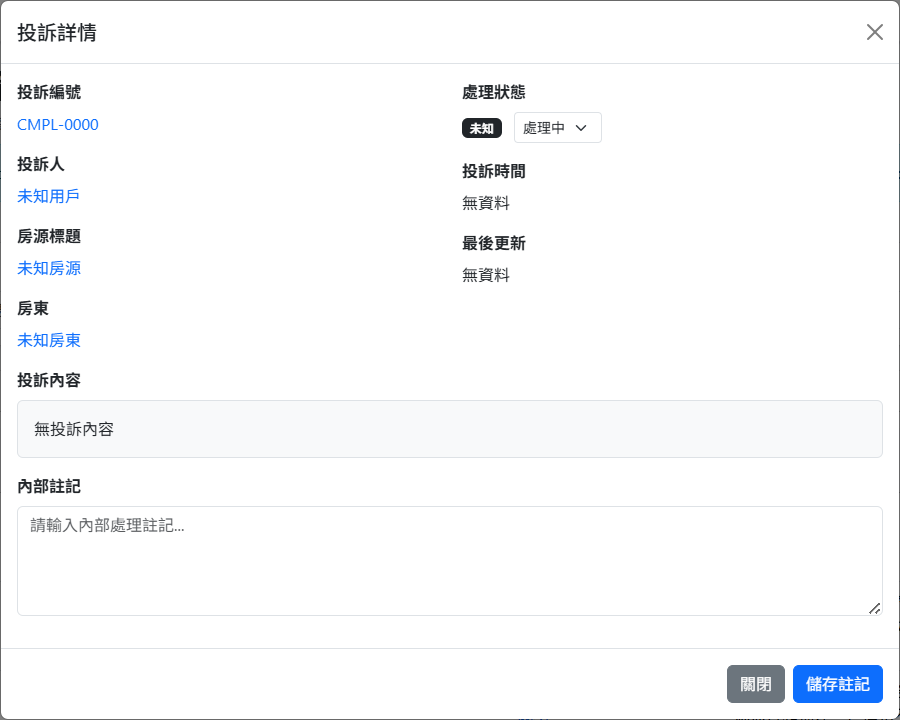 投訴詳情
投訴編號
CMPL-0000
投訴人
未知用戶
房源標題
未知房源
房東
未知房東
處理狀態
未知 處理中
投訴時間
無資料
最後更新
無資料
投訴內容
無投訴內容
內部註記
請輸入內部處理註記...
關閉 儲存註記